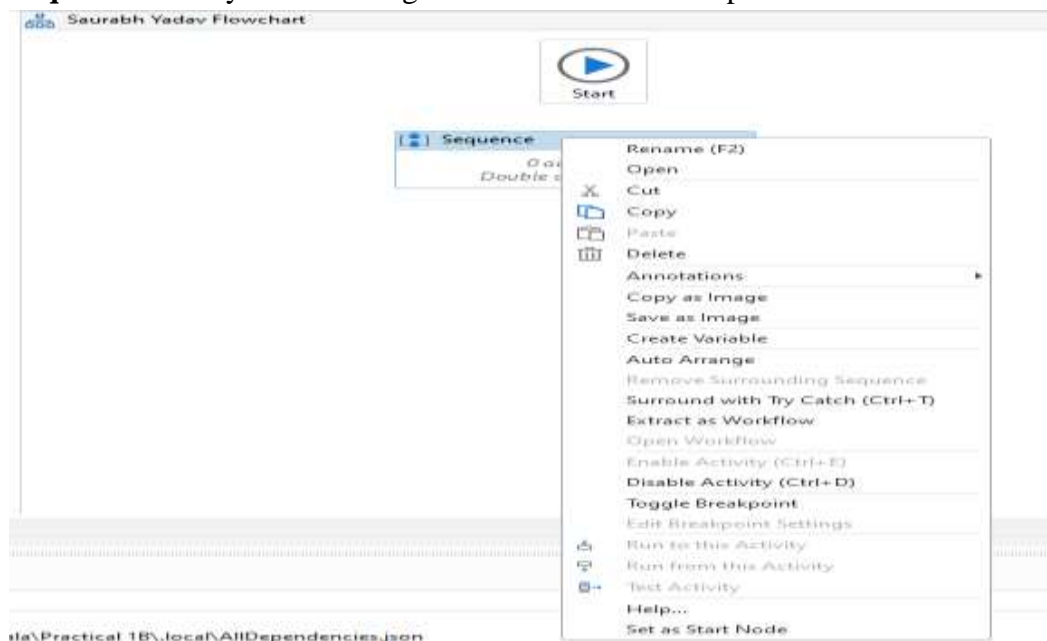 Saurabh Yadav Flowchart
Start
Sequence
Double
Rename (F2)
Open
Cut
Copy
Paste
Delete
Annotations
Copy as Image
Save as Image
Create Variable
Auto Arrange
Remove Surrounding Sequence
Surround with Try Catch (Ctrl+T)
Extract as Workflow
Open Workflow
Enable Activity (Ctrl+E)
Disable Activity (Ctrl+D)
Toggle Breakpoint
Edit Breakpoint Settings
Run to this Activity
Run from this Activity
Test Activity
Help...
Set as Start Node
la\Practical 1B\.local\AllDependencies.json